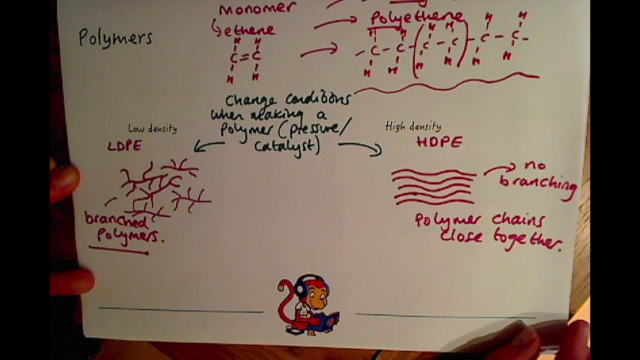 Polymers
Monomer
ethene
Polyethene
H H
C = C
H H
H H H H H H
- C - C - C - C - C - C -
H H H H H H
Change conditions
when making a
Polymer (pressure/
catalyst)
Low density
LDPE
branched
Polymers.
High density
HDPE
no
branching
Polymer chains
close together.